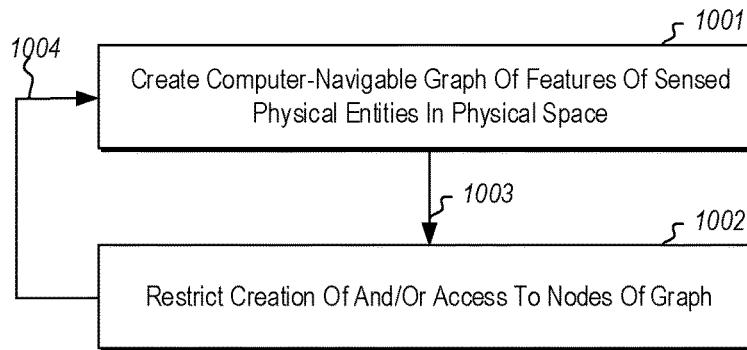 1004
1001
Create Computer-Navigable Graph Of Features Of Sensed
Physical Entities In Physical Space
1003
1002
Restrict Creation Of And/Or Access To Nodes Of Graph